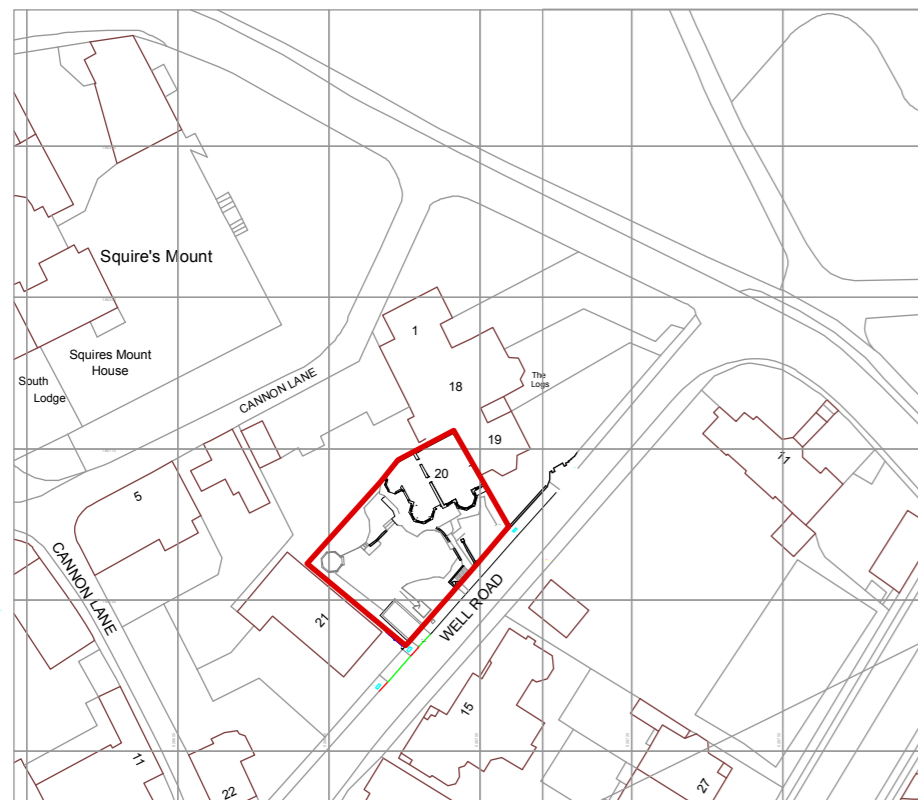 Squire's Mount
Squires Mount
House
South
Lodge
CANNON LANE
1
18
The
Logs
19
20
11
5
CANNON LANE
21
WELL ROAD
15
11
22
27